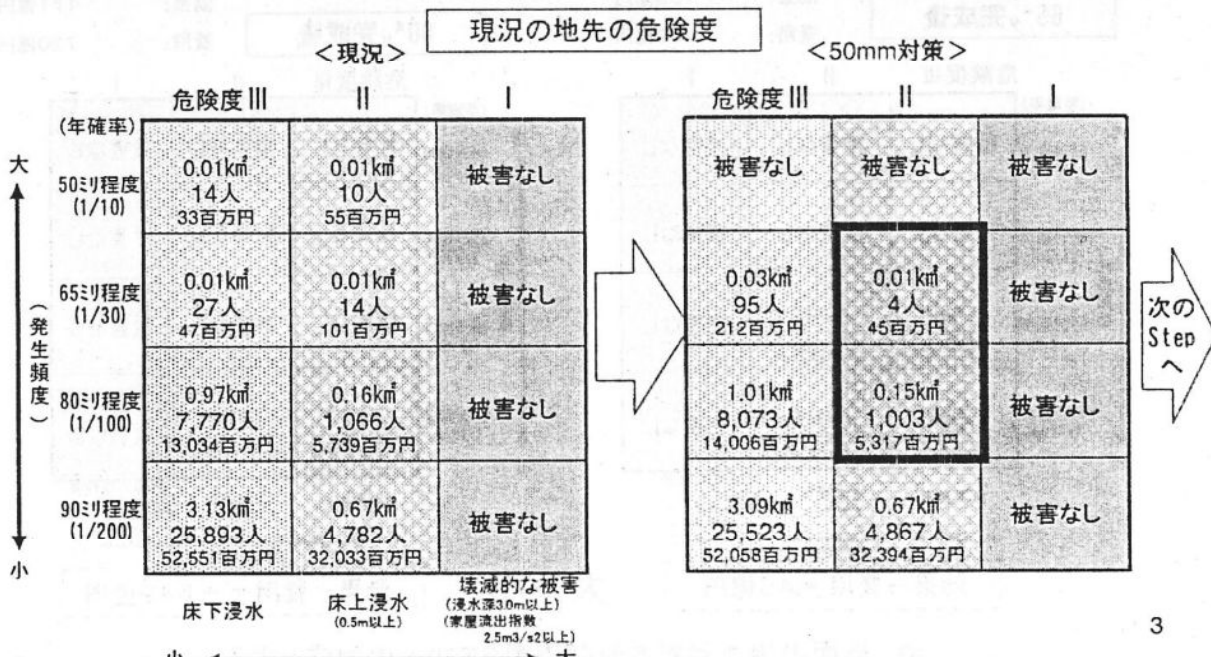 現況の地先の危険度
<現況>
危険度Ⅲ Ⅱ Ⅰ
(年確率)
大
(発生頻度)
小
50ミリ程度
(1/10)
0.01k㎡
14人
33百万円
0.01k㎡
10人
55百万円
被害なし
65ミリ程度
(1/30)
0.01k㎡
27人
47百万円
0.01k㎡
14人
101百万円
被害なし
80ミリ程度
(1/100)
0.97k㎡
7,770人
13,034百万円
0.16k㎡
1,066人
5,739百万円
被害なし
90ミリ程度
(1/200)
3.13k㎡
25,893人
52,551百万円
0.67k㎡
4,782人
32,033百万円
被害なし
床下浸水
床上浸水
(0.5m以上)
壊滅的な被害
(浸水深3.0m以上)
(家屋流出指数
2.5m3/s2以上)
小 大
<50mm対策>
危険度Ⅲ Ⅱ Ⅰ
被害なし
被害なし
被害なし
0.03k㎡
95人
212百万円
0.01k㎡
4人
45百万円
被害なし
1.01k㎡
8,073人
14,006百万円
0.15k㎡
1,003人
5,317百万円
被害なし
3.09k㎡
25,523人
52,058百万円
0.67k㎡
4,867人
32,394百万円
被害なし
次の
Step
へ
3